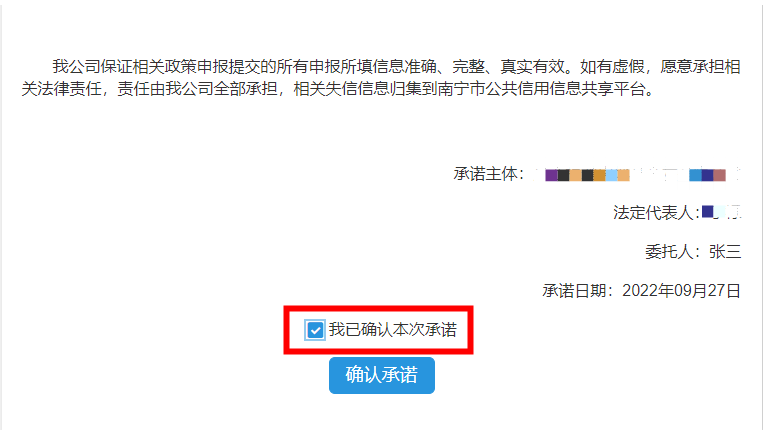 我公司保证相关政策申报提交的所有申报所填信息准确、完整、真实有效。如有虚假，愿意承担相
关法律责任，责任由我公司全部承担，相关失信信息归集到南宁市公共信用信息共享平台。
承诺主体：
法定代表人：
委托人：张三
承诺日期：2022年09月27日
我已确认本次承诺
确认承诺